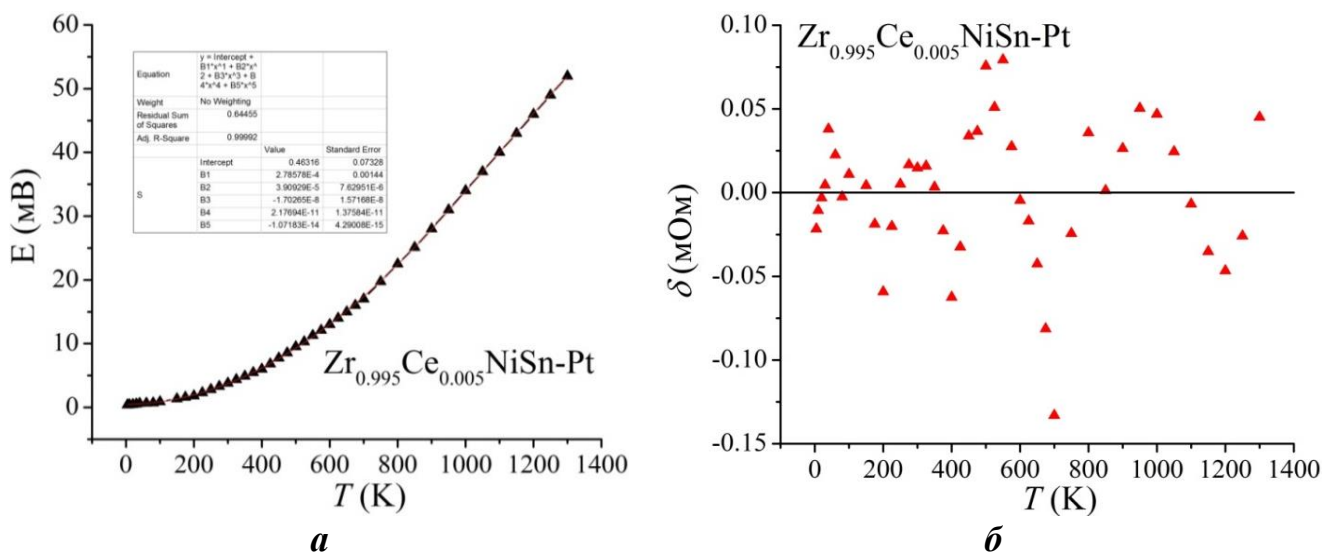 60
50
40
30
20
10
0
E (мВ)
0 200 400 600 800 1000 1200 1400
T (K)
Equation
y = Intercept +
B1*x^1 + B2*x^
2 + B3*x^3 + B
4*x^4 + B5*x^5
Weight No Weighting
Residual Sum
of Squares 0.64455
Adj. R-Square 0.99992
Value Standard Error
S
Intercept 0.46316 0.07328
B1 2.78578E-4 0.00144
B2 3.90929E-5 7.62951E-6
B3 -1.70265E-8 1.57168E-8
B4 2.17694E-11 1.37584E-11
B5 -1.07183E-14 4.29008E-15
Zr0.995Ce0.005NiSn-Pt
а
0.10
0.05
0.00
-0.05
-0.10
-0.15
δ (мОм)
Zr0.995Ce0.005NiSn-Pt
0 200 400 600 800 1000 1200 1400
T (K)
б